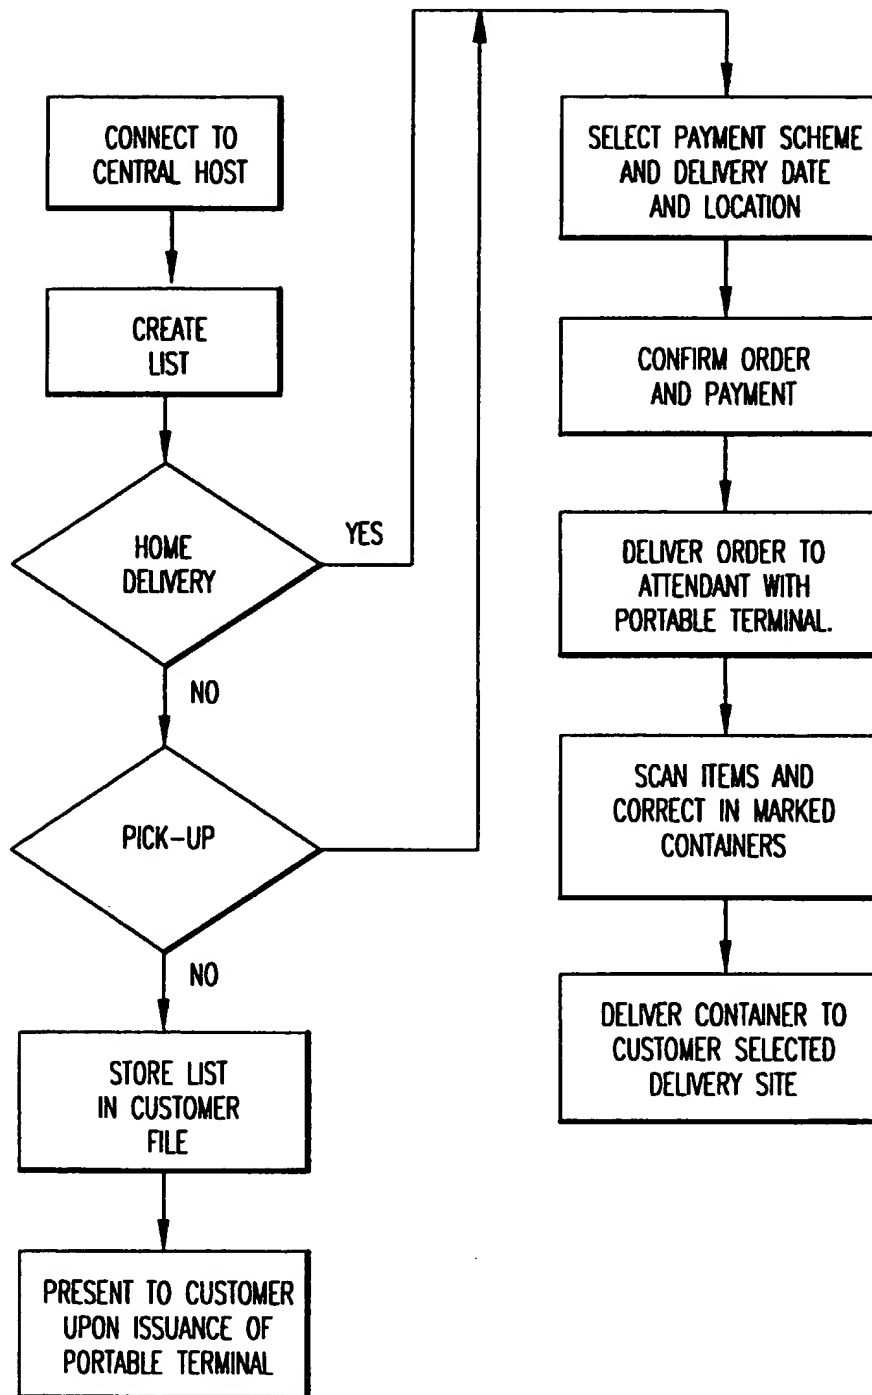 CONNECT TO
CENTRAL HOST
CREATE
LIST
HOME
DELIVERY
YES
NO
PICK-UP
NO
STORE LIST
IN CUSTOMER
FILE
PRESENT TO CUSTOMER
UPON ISSUANCE OF
PORTABLE TERMINAL
SELECT PAYMENT SCHEME
AND DELIVERY DATE
AND LOCATION
CONFIRM ORDER
AND PAYMENT
DELIVER ORDER TO
ATTENDANT WITH
PORTABLE TERMINAL.
SCAN ITEMS AND
CORRECT IN MARKED
CONTAINERS
DELIVER CONTAINER TO
CUSTOMER SELECTED
DELIVERY SITE